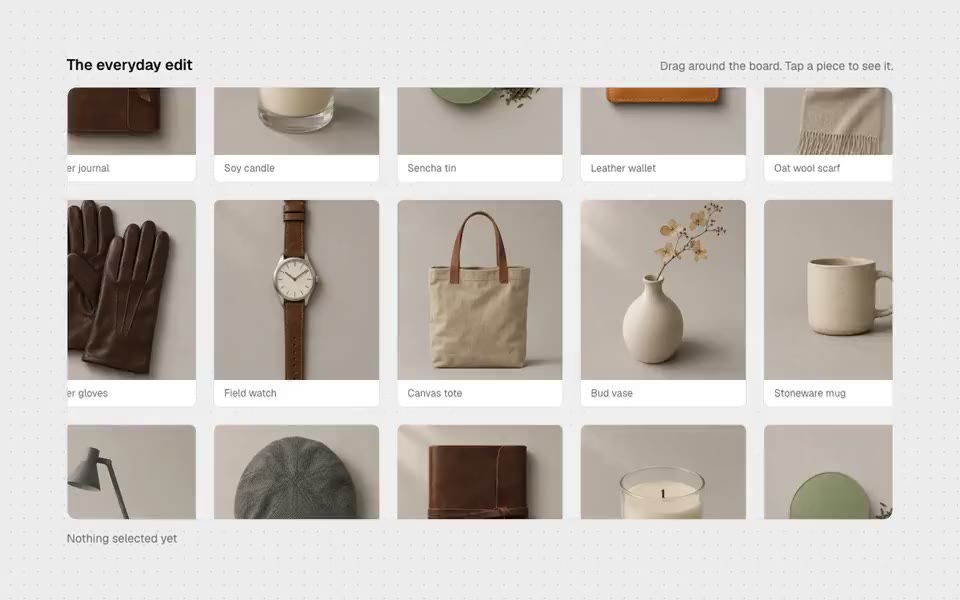 The everyday edit
Drag around the board. Tap a piece to see it.
er journal
Soy candle
Sencha tin
Leather wallet
Oat wool scarf
er gloves
Field watch
Canvas tote
Bud vase
Stoneware mug
Nothing selected yet